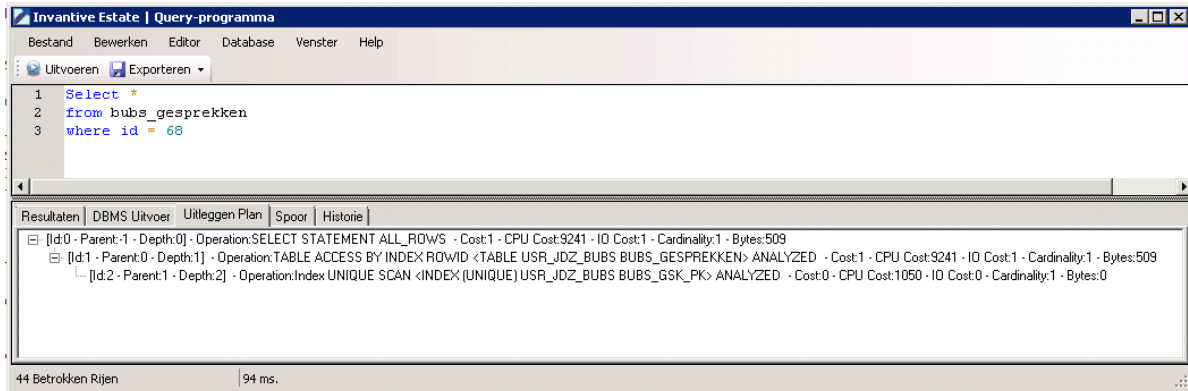 Invantive Estate | Query-programma
Bestand Bewerken Editor Database Venster Help
Uitvoeren Exporteren
1 Select *
2 from bubs_gesprekken
3 where id = 68
Resultaten DBMS Uitvoer Uitleggen Plan Spoor Historie
[Id:0 - Parent:-1 - Depth:0] - Operation:SELECT STATEMENT ALL_ROWS - Cost:1 - CPU Cost:9241 - IO Cost:1 - Cardinality:1 - Bytes:509
[Id:1 - Parent:0 - Depth:1] - Operation:TABLE ACCESS BY INDEX ROWID <TABLE USR_JDZ_BUBS BUBS_GESPREKKEN> ANALYZED - Cost:1 - CPU Cost:9241 - IO Cost:1 - Cardinality:1 - Bytes:509
[Id:2 - Parent:1 - Depth:2] - Operation:Index UNIQUE SCAN <INDEX (UNIQUE) USR_JDZ_BUBS BUBS_GSK_PK> ANALYZED - Cost:0 - CPU Cost:1050 - IO Cost:0 - Cardinality:1 - Bytes:0
44 Betrokken Rijen 94 ms.